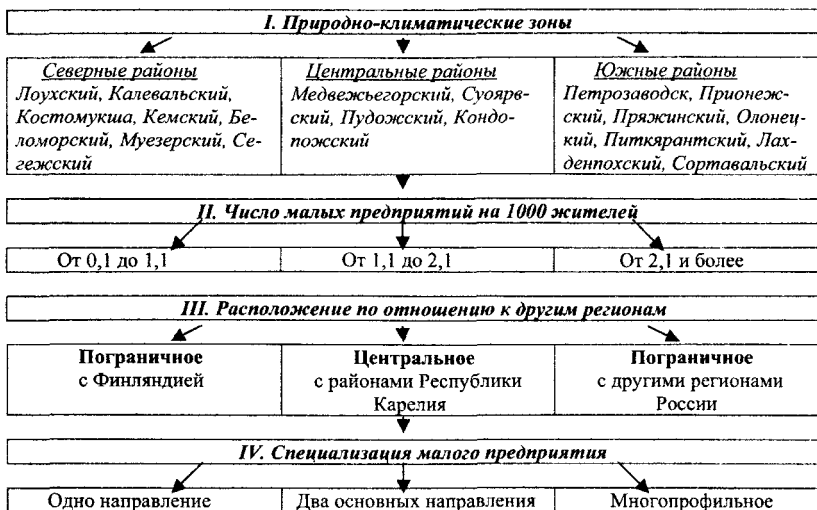 I. Природно-климатические зоны
Северные районы
Лоухский, Калевальский,
Костомукша, Кемский, Бе-
ломорский, Муезерский, Се-
гежский
Центральные районы
Медвежьегорский, Суоярв-
ский, Пудожский, Кондо-
пожский
Южные районы
Петрозаводск, Прионеж-
ский, Пряжинский, Олонец-
кий, Питкярантский, Лах-
денпохский, Сортавальский
II. Число малых предприятий на 1000 жителей
От 0,1 до 1,1
От 1,1 до 2,1
От 2,1 и более
III. Расположение по отношению к другим регионам
Пограничное
с Финляндией
Центральное
с районами Республики
Карелия
Пограничное
с другими регионами
России
IV. Специализация малого предприятия
Одно направление
Два основных направления
Многопрофильное